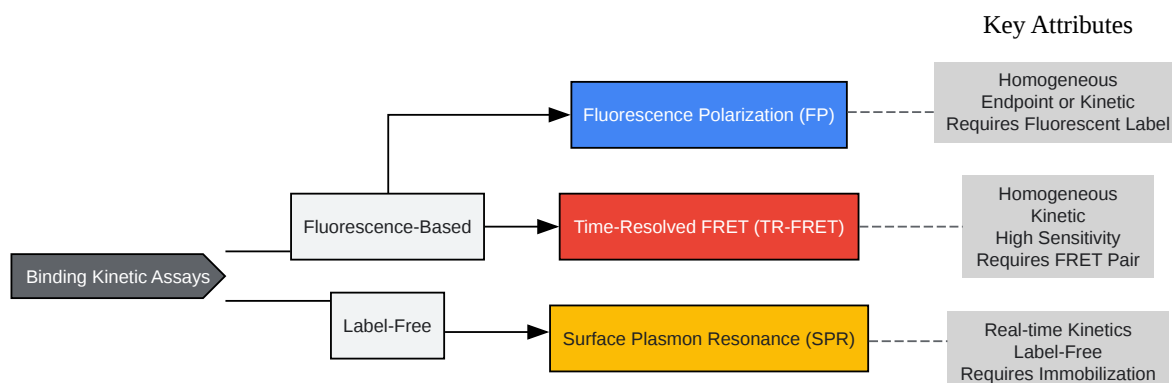 Key Attributes
Homogeneous
Endpoint or Kinetic
Requires Fluorescent Label
Fluorescence Polarization (FP)
Homogeneous
Kinetic
High Sensitivity
Requires FRET Pair
Fluorescence-Based
Time-Resolved FRET (TR-FRET)
Binding Kinetic Assays
Label-Free
Surface Plasmon Resonance (SPR)
Real-time Kinetics
Label-Free
Requires Immobilization